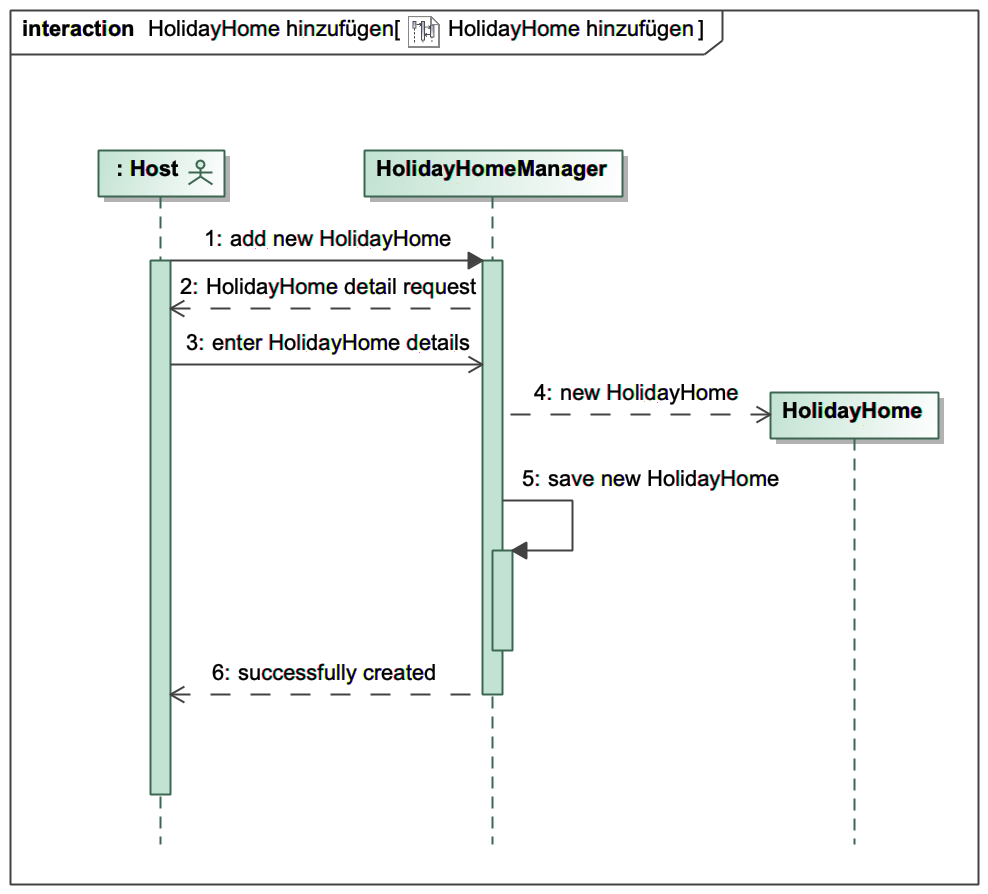 interaction HolidayHome hinzufügen[ HolidayHome hinzufügen ]
: Host
HolidayHomeManager
1: add new HolidayHome
2: HolidayHome detail request
3: enter HolidayHome details
4: new HolidayHome
HolidayHome
5: save new HolidayHome
6: successfully created